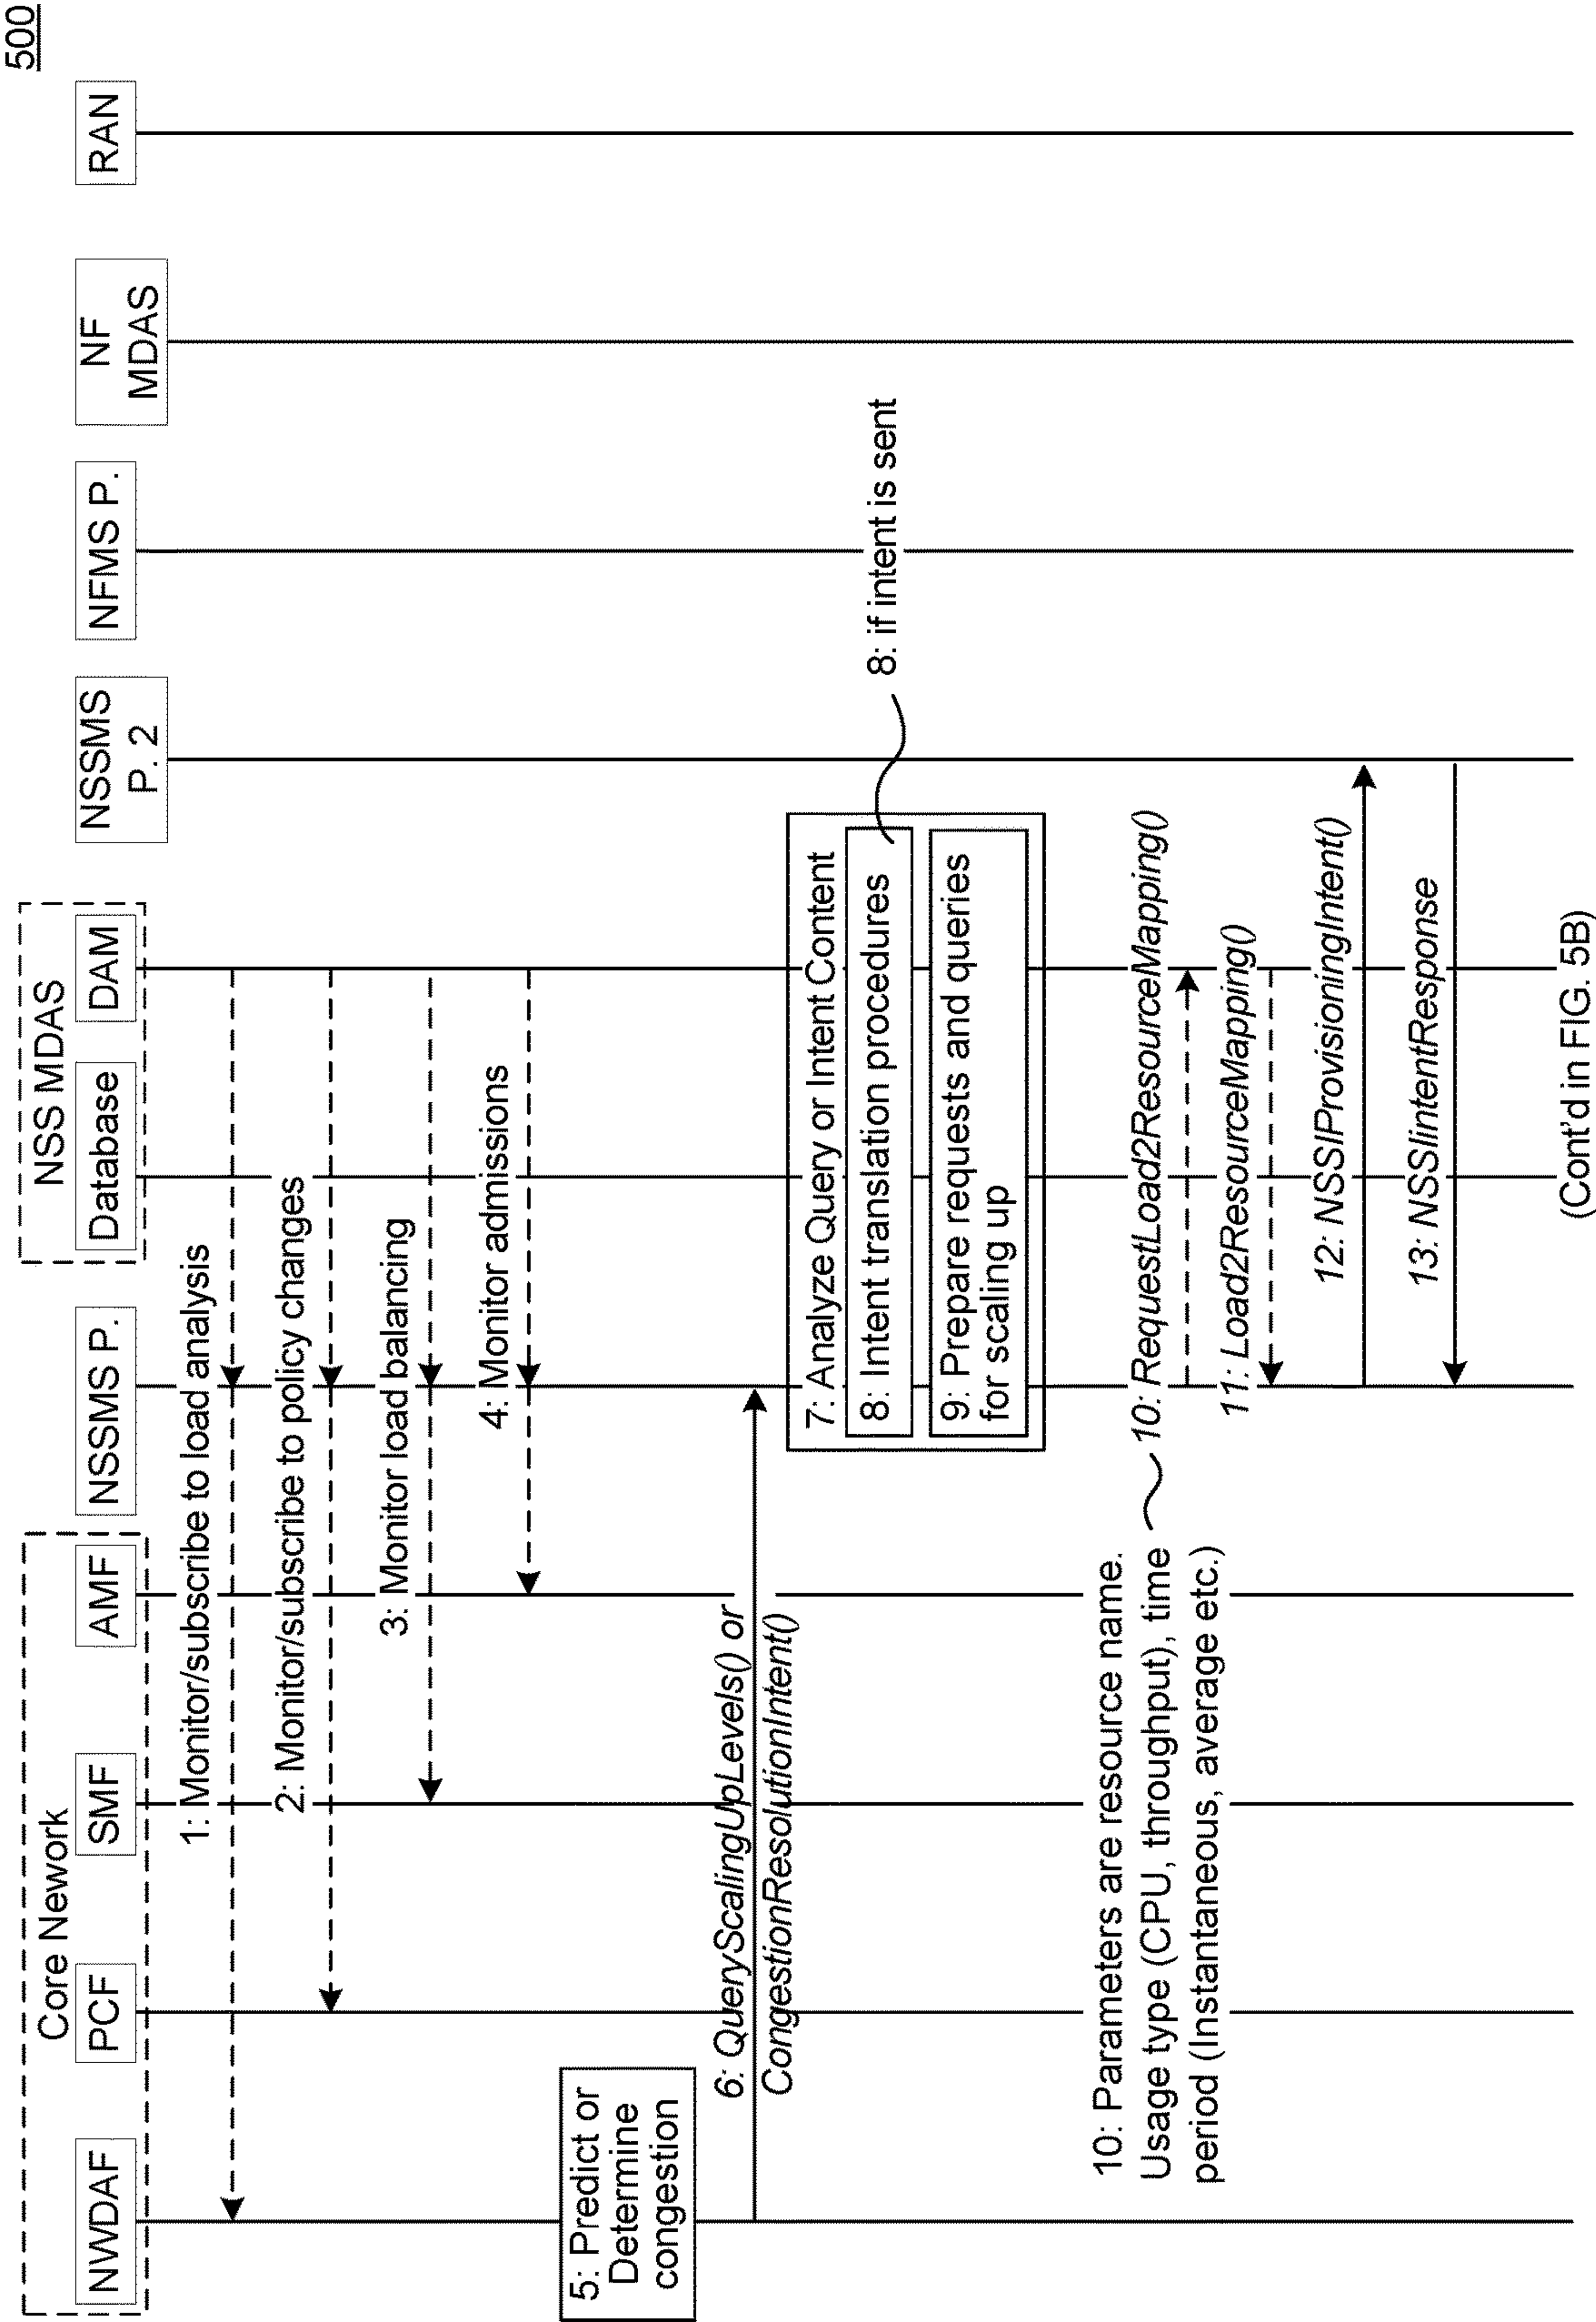 500
Core Nework
NSS MDAS
NWDAF
PCF
SMF
AMF
NSSMS P.
Database
DAM
NSSMS
P. 2
NFMS P.
NF
MDAS
RAN
1: Monitor/subscribe to load analysis
2: Monitor/subscribe to policy changes
3: Monitor load balancing
4: Monitor admissions
5: Predict or
Determine
congestion
6: QueryScalingUpLevels() or
CongestionResolutionIntent()
7: Analyze Query or Intent Content
8: Intent translation procedures
8: if intent is sent
9: Prepare requests and queries
for scaling up
10: Parameters are resource name.
Usage type (CPU, throughput), time
period (Instantaneous, average etc.)
10: RequestLoad2ResourceMapping()
11: Load2ResourceMapping()
12: NSSIProvisioningIntent()
13: NSSIintentResponse
(Cont'd in FIG. 5B)